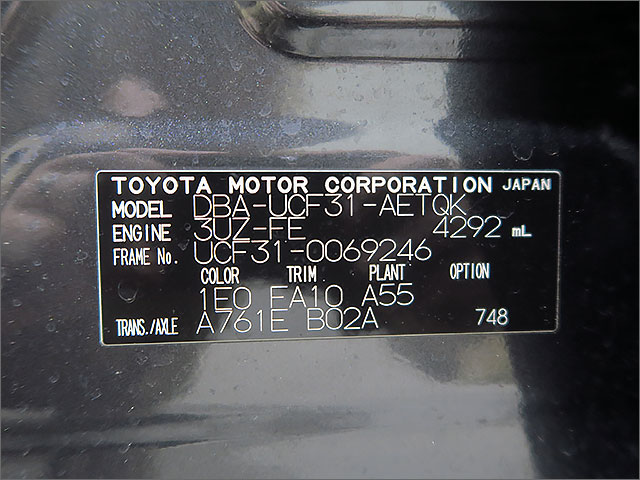 TOYOTA MOTOR CORPORATION JAPAN
MODEL DBA-UCF31-AETQK
ENGINE 3UZ-FE 4292 mL
FRAME No. UCF31-0069246
COLOR TRIM PLANT OPTION
1E0 FA10 A55
TRANS./AXLE A761E B02A 748